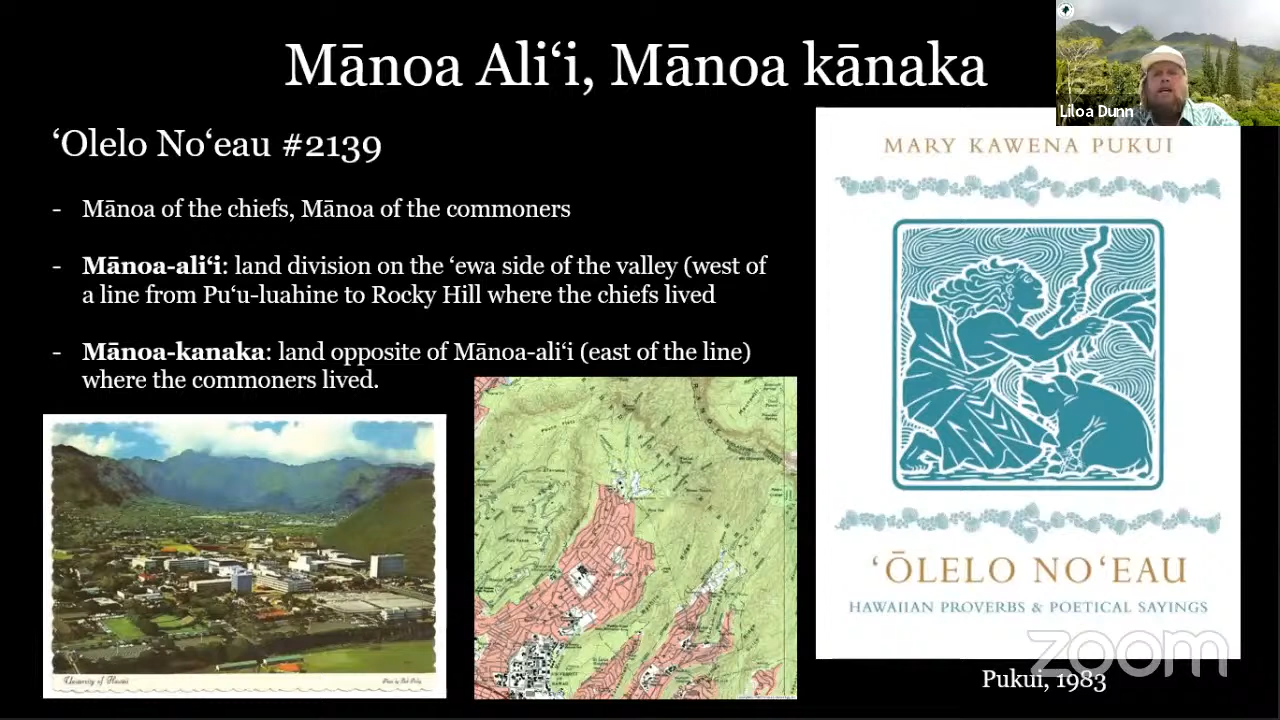 Mānoa Aliʻi, Mānoa kānaka
Liloa Dunn
ʻOlelo Noʻeau #2139
- Mānoa of the chiefs, Mānoa of the commoners
- Mānoa-aliʻi: land division on the ʻewa side of the valley (west of
a line from Puʻu-luahine to Rocky Hill where the chiefs lived
- Mānoa-kanaka: land opposite of Mānoa-aliʻi (east of the line)
where the commoners lived.
University of Hawaii
MARY KAWENA PUKUI
ʻŌLELO NOʻEAU
HAWAIIAN PROVERBS & POETICAL SAYINGS
zoom
Pukui, 1983